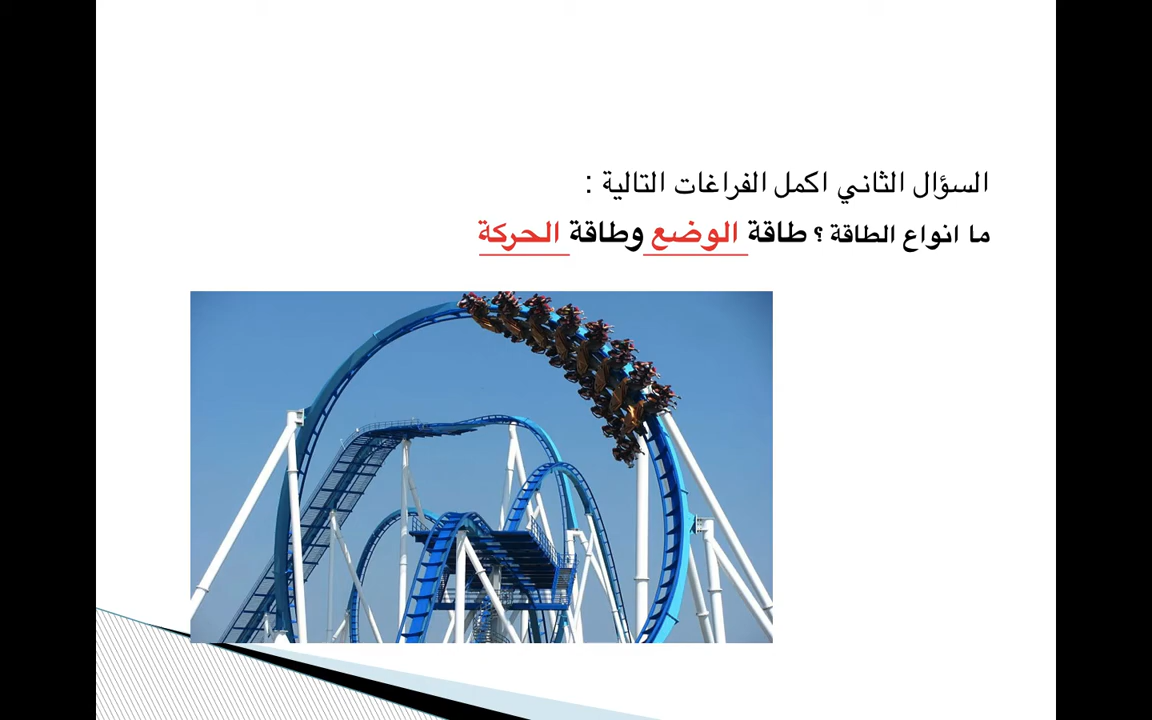 السؤال الثاني اكمل الفراغات التالية :
ما انواع الطاقة ؟ طاقة الوضع وطاقة الحركة